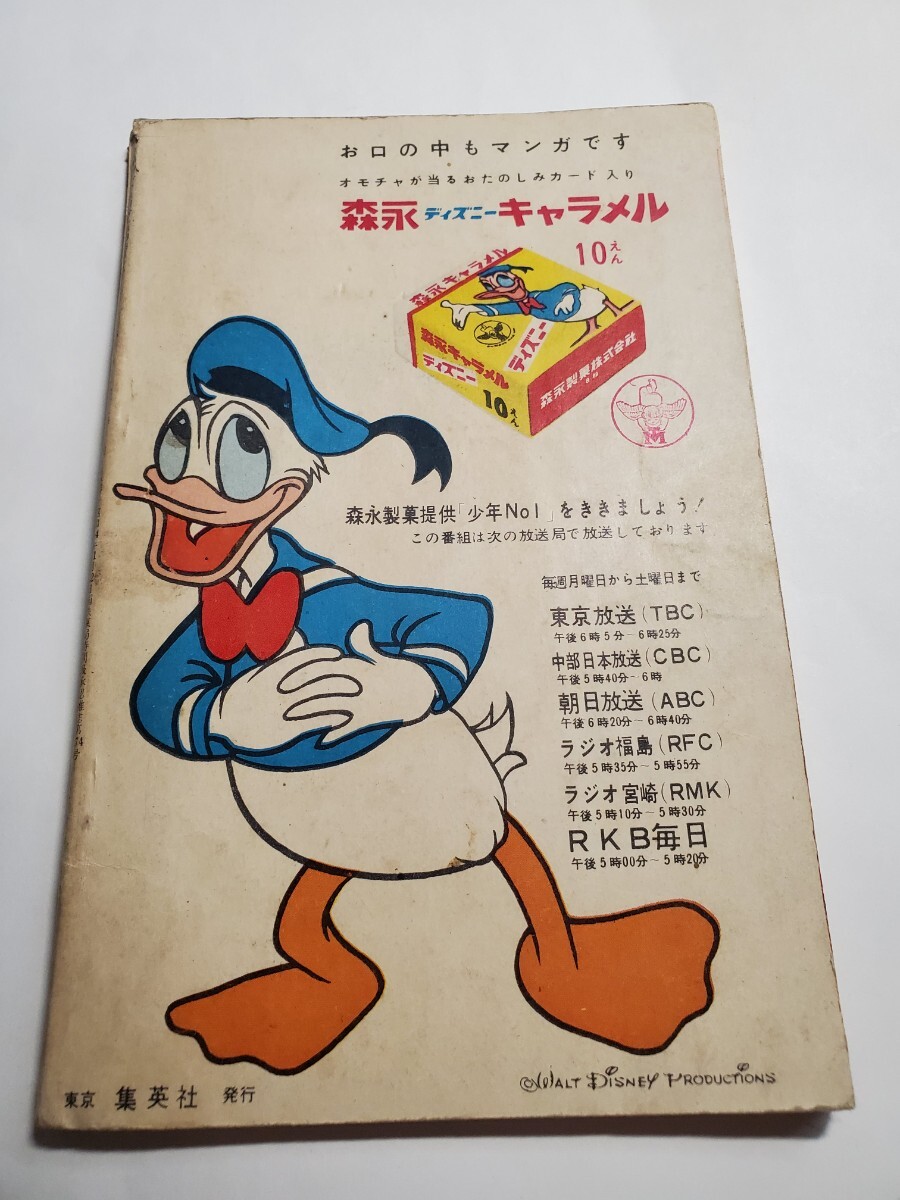 お口の中もマンガです
オモチャが当るおたのしみカード入り
森永ディズニーキャラメル
10えん
森永キャラメル
森永キャラメル
ディズニー
ディズニー
10えん
森永製菓株式会社
森永製菓提供「少年No1」をききましょう!
この番組は次の放送局で放送しております
毎週月曜日から土曜日まで
東京放送(TBC)
午後6時5分~6時25分
中部日本放送(CBC)
午後5時40分~6時
朝日放送(ABC)
午後6時20分~6時40分
ラジオ福島(RFC)
午後5時35分~5時55分
ラジオ宮崎(RMK)
午後5時10分~5時30分
RKB毎日
午後5時00分~5時20分
©WALT DISNEY PRODUCTIONS
東京 集英社 発行